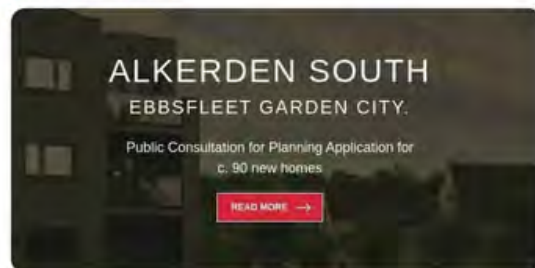 ALKERDEN SOUTH
EBBSFLEET GARDEN CITY.
Public Consultation for Planning Application for
c. 90 new homes
READ MORE